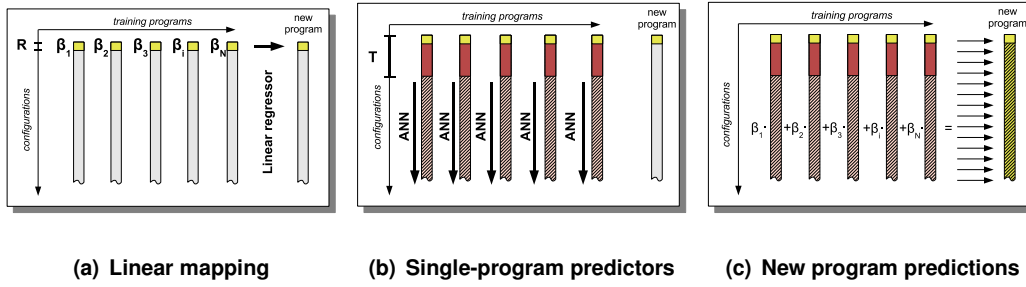 training programs
new
program
R
β1 β2 β3 βi βN
configurations
Linear regressor
(a) Linear mapping
training programs
new
program
T
configurations
ANN ANN ANN ANN
(b) Single-program predictors
training programs
new
program
configurations
β1· +β2· +β3· +βi· +βN· =
(c) New program predictions